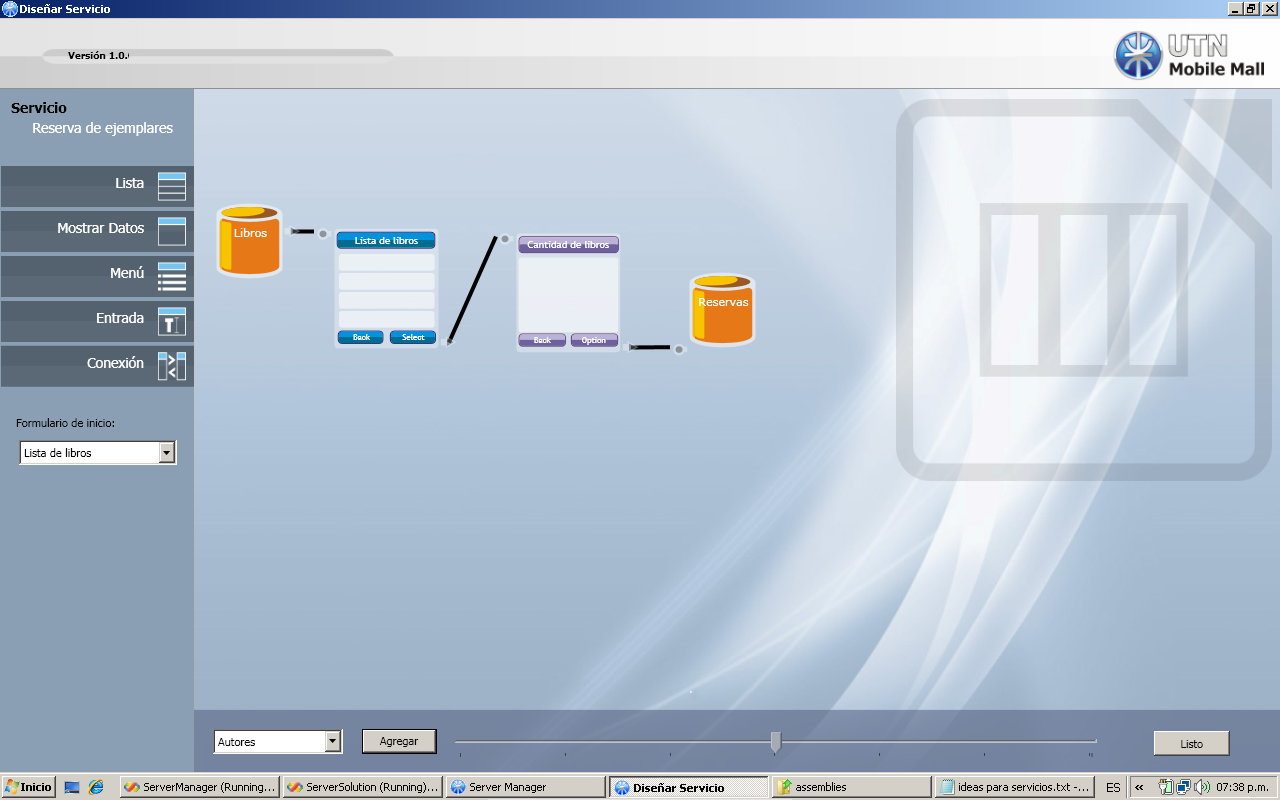 Diseñar Servicio
Versión 1.0.
UTN
Mobile Mall
Servicio
Reserva de ejemplares
Lista
Mostrar Datos
Menú
Entrada
Conexión
Formulario de inicio:
Lista de libros
Libros
Lista de libros
Back
Select
Cantidad de libros
Back
Option
Reservas
Autores
Agregar
Listo
Inicio
ServerManager (Running...
ServerSolution (Running)...
Server Manager
Diseñar Servicio
assemblies
ideas para servicios.txt -...
ES
«
07:38 p.m.